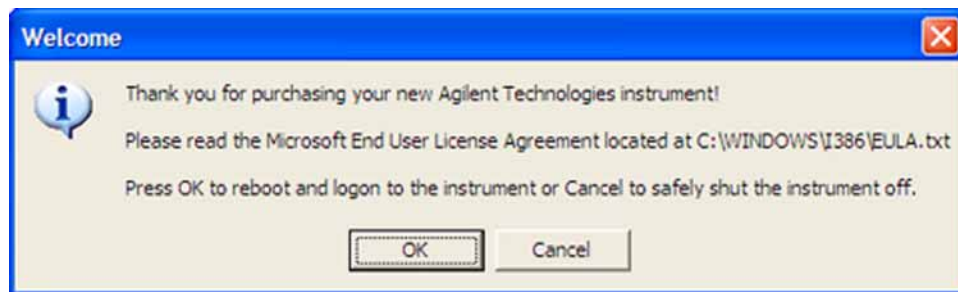 Welcome
Thank you for purchasing your new Agilent Technologies instrument!
Please read the Microsoft End User License Agreement located at C:\WINDOWS\I386\EULA.txt
Press OK to reboot and logon to the instrument or Cancel to safely shut the instrument off.
OK
Cancel